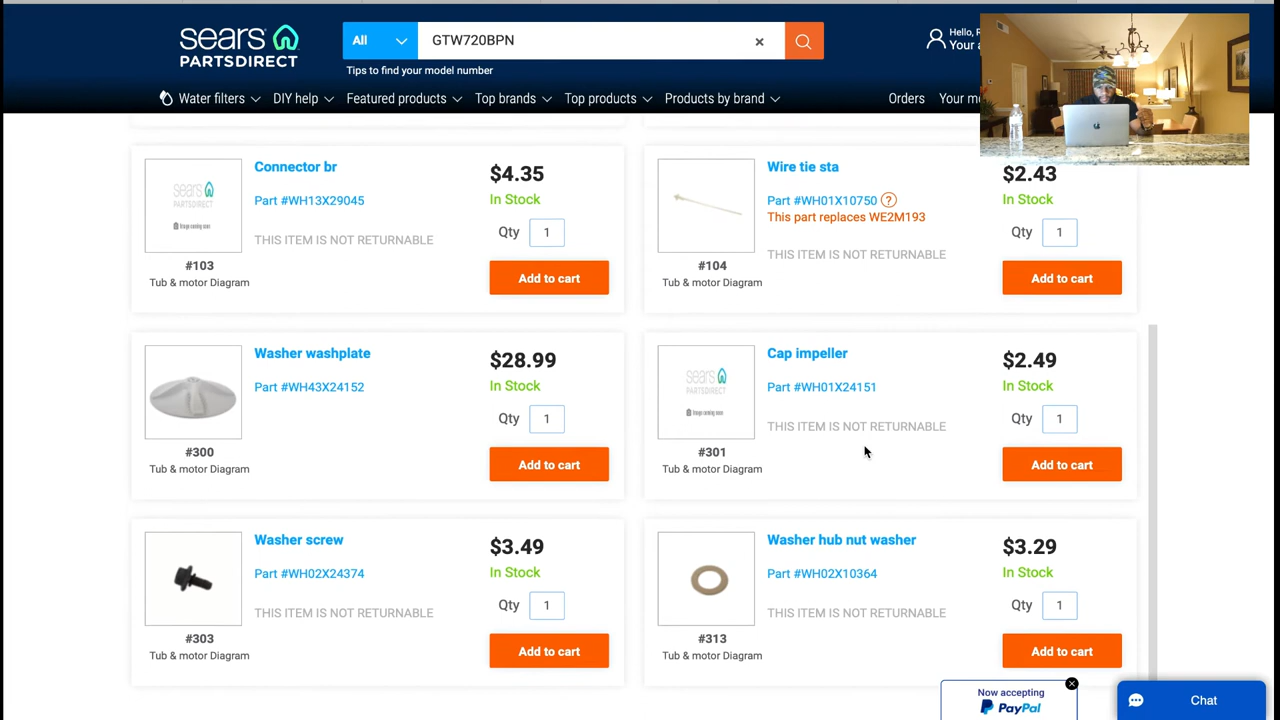 sears
PARTSDIRECT
All
GTW720BPN
Tips to find your model number
Hello,
Your
Water filters
DIY help
Featured products
Top brands
Top products
Products by brand
Orders
Your
Connector br
$4.35
Part #WH13X29045
In Stock
Qty 1
THIS ITEM IS NOT RETURNABLE
#103
Add to cart
Tub & motor Diagram
Wire tie sta
$2.43
Part #WH01X10750 ?
In Stock
This part replaces WE2M193
Qty 1
THIS ITEM IS NOT RETURNABLE
#104
Add to cart
Tub & motor Diagram
Washer washplate
$28.99
Part #WH43X24152
In Stock
Qty 1
#300
Add to cart
Tub & motor Diagram
Cap impeller
$2.49
Part #WH01X24151
In Stock
Qty 1
THIS ITEM IS NOT RETURNABLE
#301
Add to cart
Tub & motor Diagram
Washer screw
$3.49
Part #WH02X24374
In Stock
Qty 1
THIS ITEM IS NOT RETURNABLE
#303
Add to cart
Tub & motor Diagram
Washer hub nut washer
$3.29
Part #WH02X10364
In Stock
Qty 1
THIS ITEM IS NOT RETURNABLE
#313
Add to cart
Tub & motor Diagram
Now accepting
PayPal
Chat